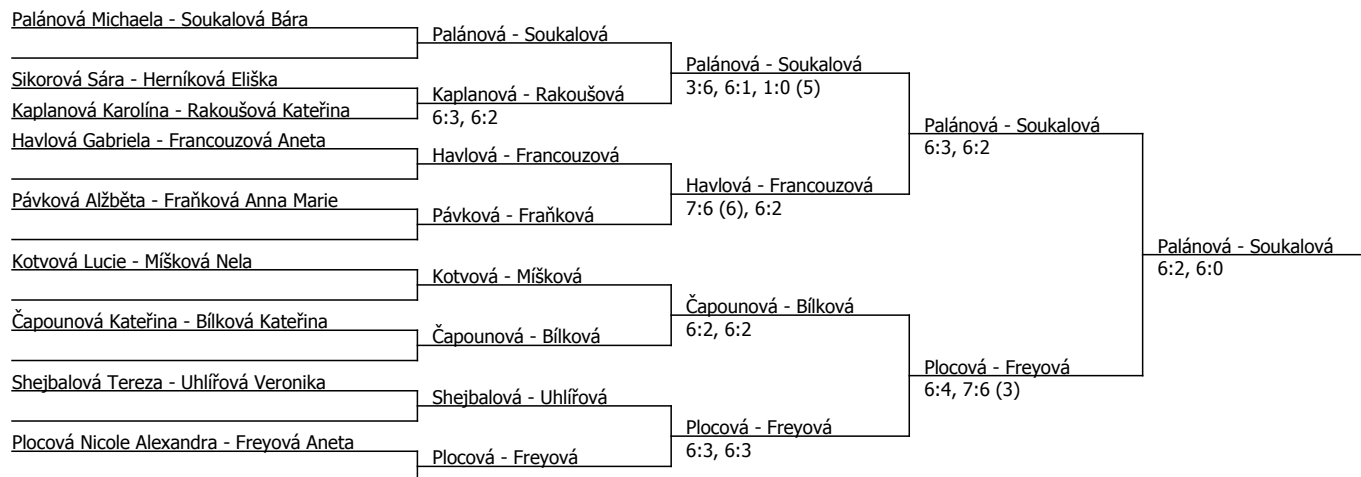 Palánová Michaela - Soukalová Bára
Sikorová Sára - Herníková Eliška
Kaplanová Karolína - Rakoušová Kateřina
Havlová Gabriela - Francouzová Aneta
Pávková Alžběta - Fraňková Anna Marie
Kotvová Lucie - Míšková Nela
Čapounová Kateřina - Bílková Kateřina
Shejbalová Tereza - Uhlířová Veronika
Plocová Nicole Alexandra - Freyová Aneta
Palánová - Soukalová
Kaplanová - Rakoušová
6:3, 6:2
Havlová - Francouzová
Pávková - Fraňková
Kotvová - Míšková
Čapounová - Bílková
Shejbalová - Uhlířová
Plocová - Freyová
Palánová - Soukalová
3:6, 6:1, 1:0 (5)
Havlová - Francouzová
7:6 (6), 6:2
Čapounová - Bílková
6:2, 6:2
Plocová - Freyová
6:3, 6:3
Palánová - Soukalová
6:3, 6:2
Plocová - Freyová
6:4, 7:6 (3)
Palánová - Soukalová
6:2, 6:0